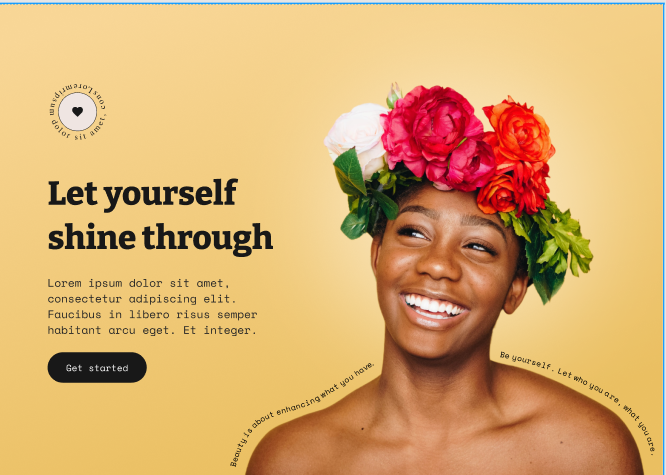 Loremipsum dolor sit amet, cons
Let yourself
shine through
Lorem ipsum dolor sit amet,
consectetur adipiscing elit.
Faucibus in libero risus semper
habitant arcu eget. Et integer.
Get started
Beauty is about enhancing what you have.
Be yourself. Let who you are, what you are.